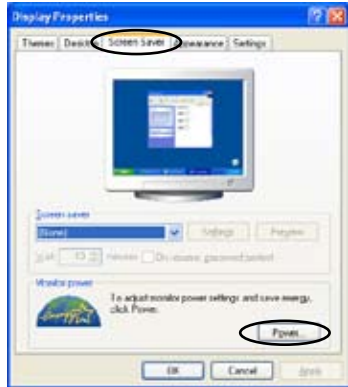 Display Properties
Themes Desktop Screen Saver Appearance Settings
Screen saver
(None) Settings Preview
Wait: minutes On resume, password protect
Monitor power
To adjust monitor power settings and save energy,
click Power.
Power...
OK Cancel Apply